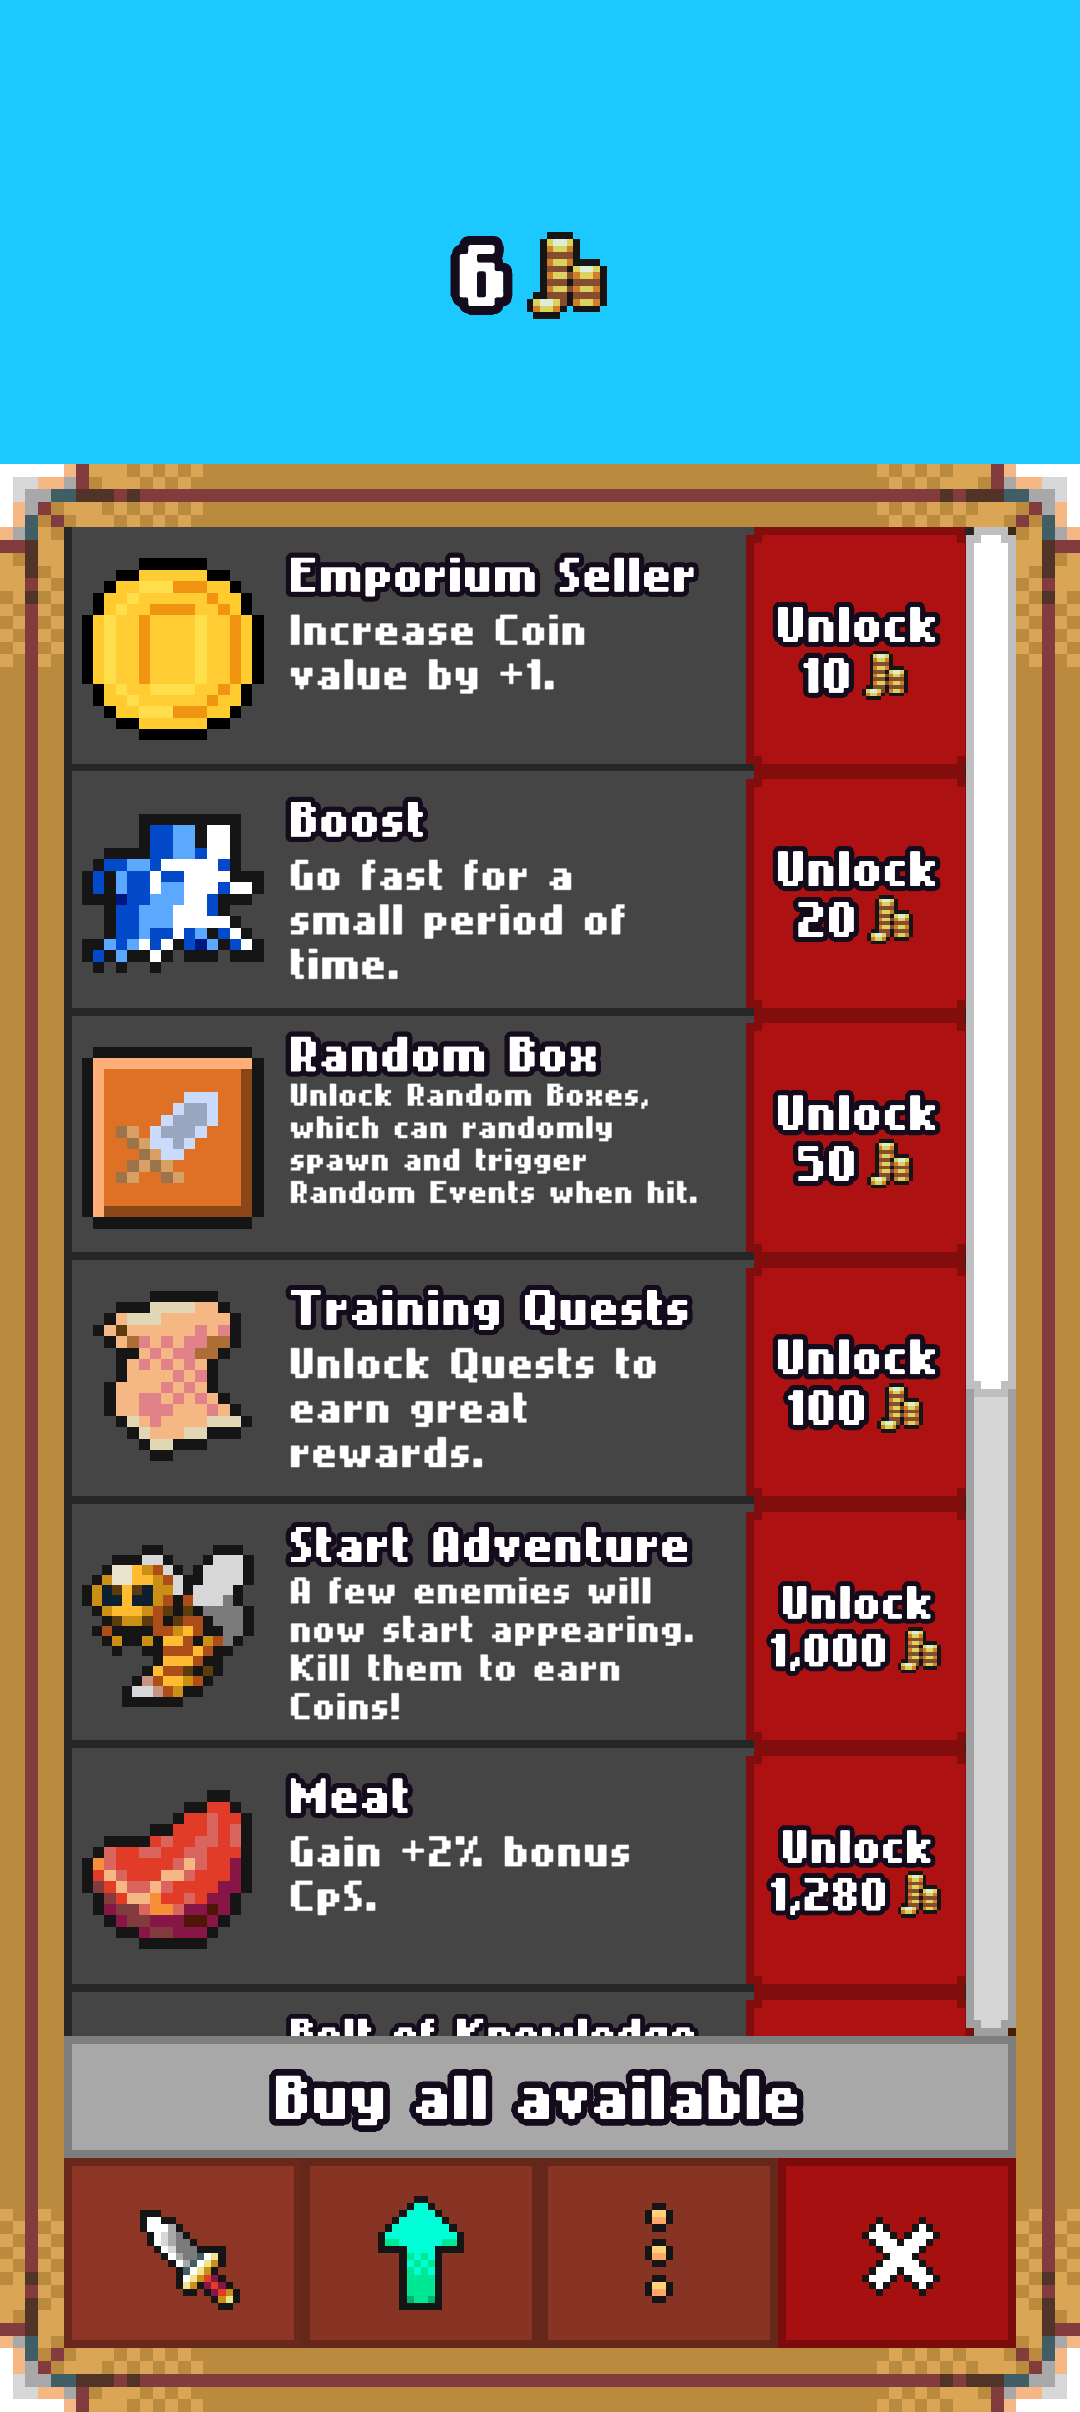 6
Emporium Seller
Increase Coin
value by +1.
Unlock
10
Boost
Go fast for a
small period of
time.
Unlock
20
Random Box
Unlock Random Boxes,
which can randomly
spawn and trigger
Random Events when hit.
Unlock
50
Training Quests
Unlock Quests to
earn great
rewards.
Unlock
100
Start Adventure
A few enemies will
now start appearing.
Kill them to earn
Coins!
Unlock
1,000
Meat
Gain +2% bonus
CpS.
Unlock
1,280
Belt of Knowledge
Buy all available